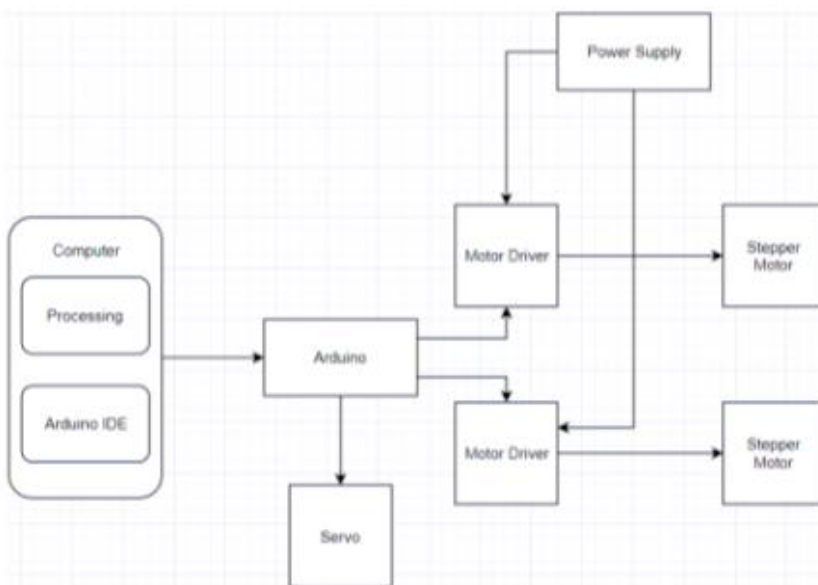 Power Supply
Computer
Processing
Arduino IDE
Arduino
Servo
Motor Driver
Stepper
Motor
Motor Driver
Stepper
Motor